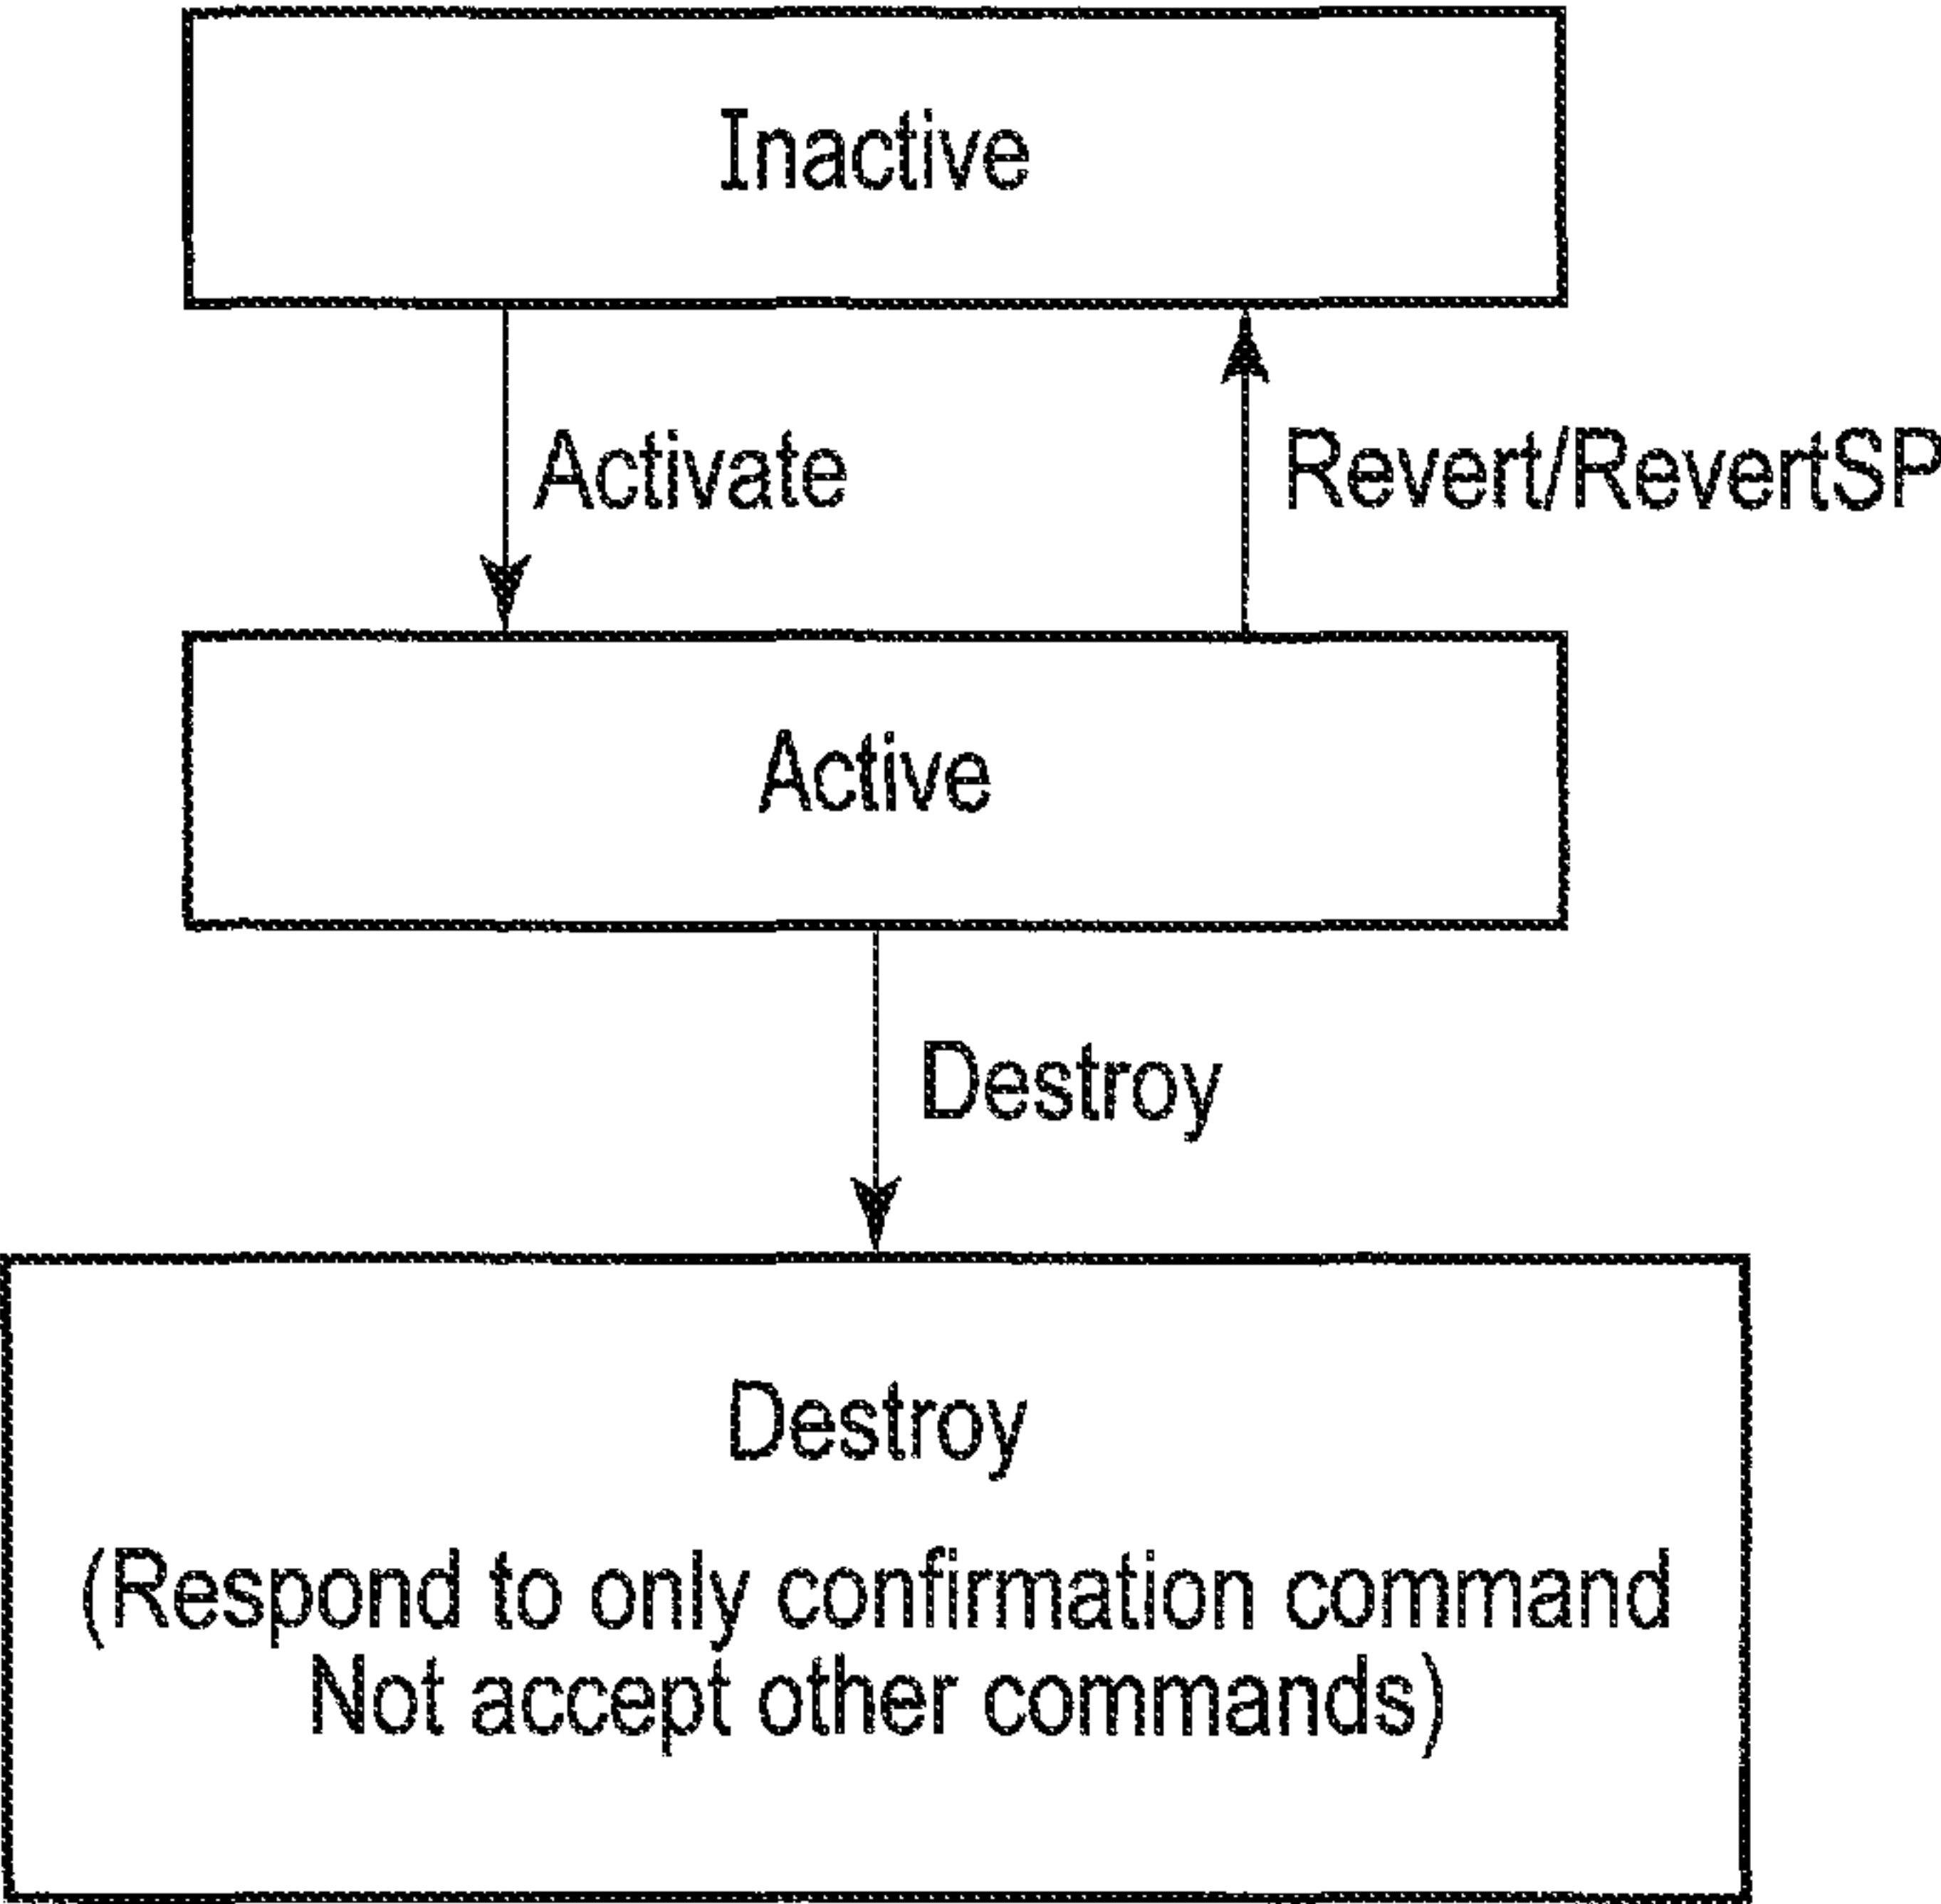 Inactive
Activate
Revert/RevertSP
Active
Destroy
Destroy
(Respond to only confirmation command
Not accept other commands)